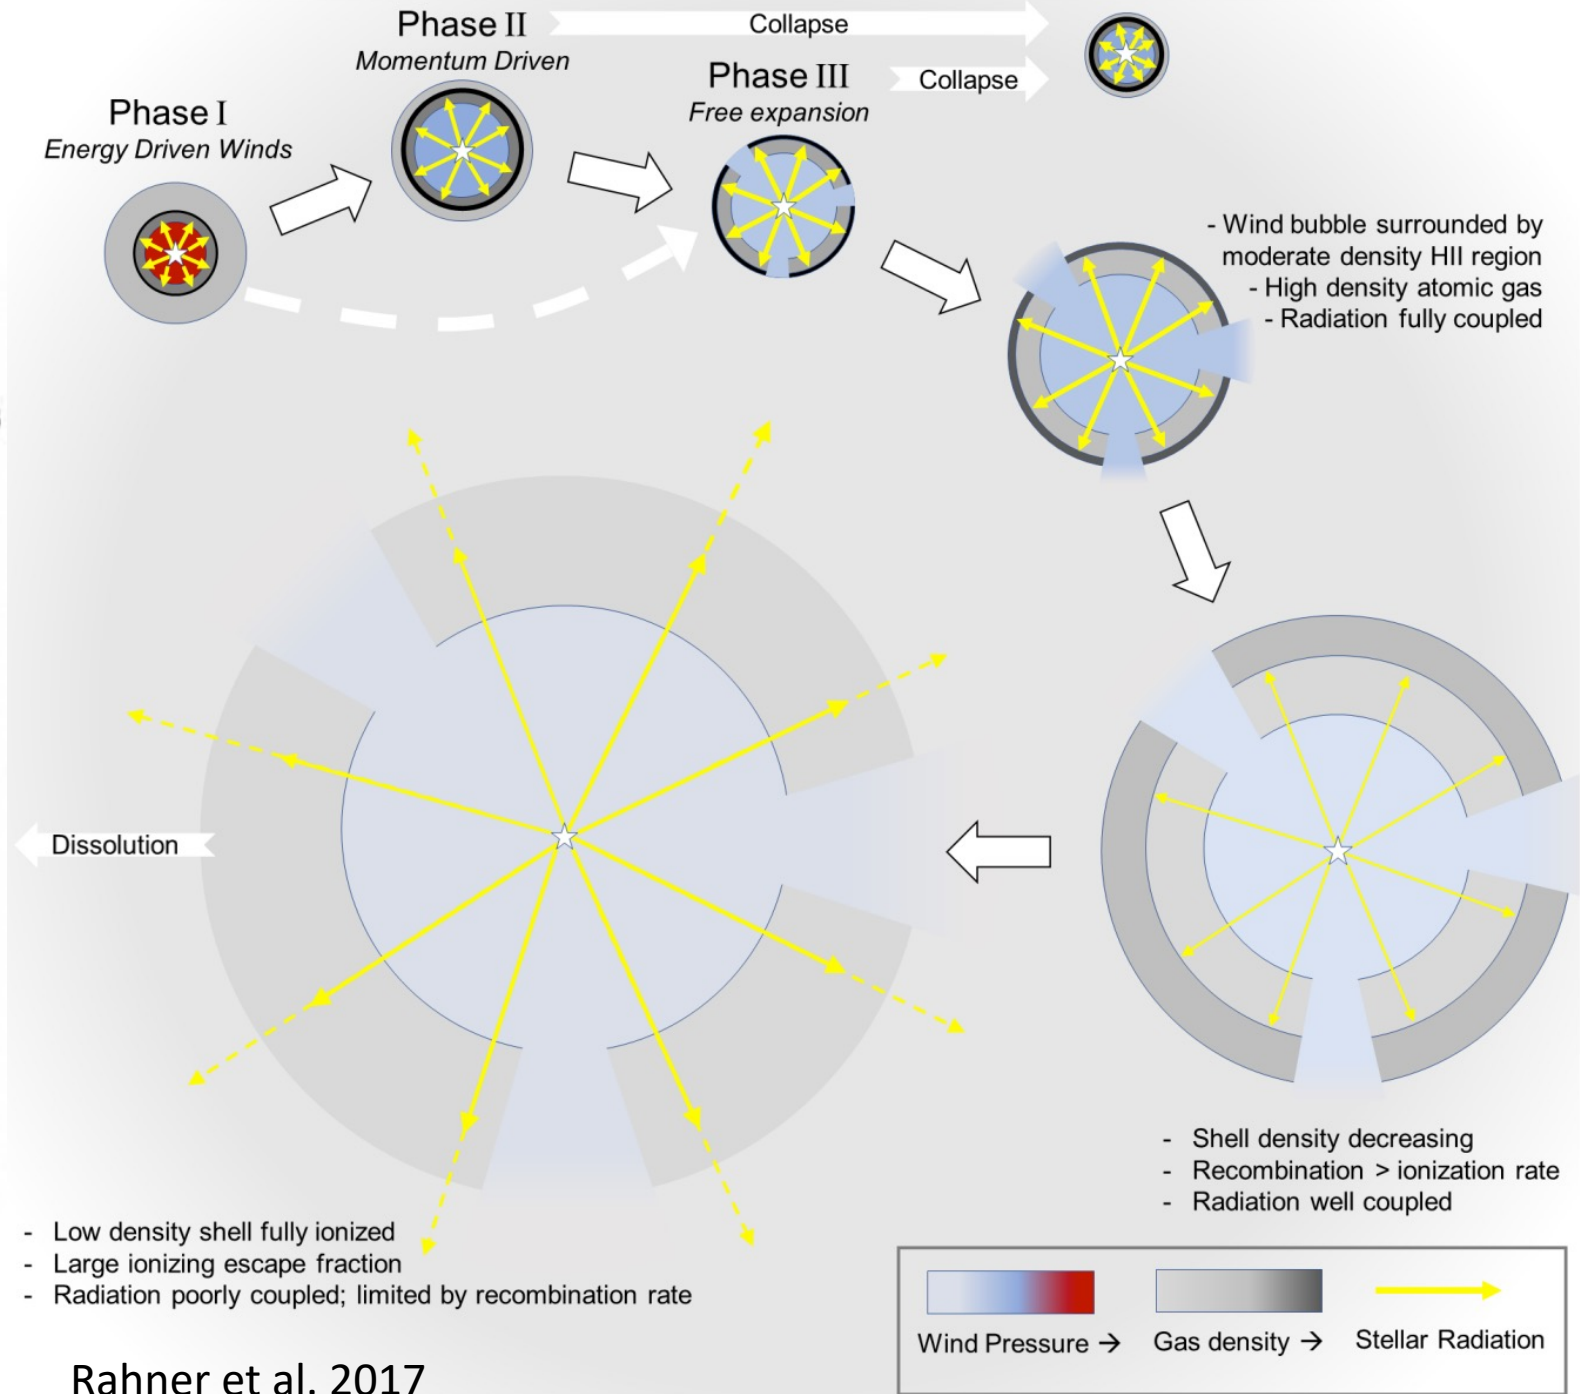 Phase II
Momentum Driven
Collapse
Phase III
Free expansion
Collapse
Phase I
Energy Driven Winds
- Wind bubble surrounded by
moderate density HII region
- High density atomic gas
- Radiation fully coupled
Dissolution
- Shell density decreasing
- Recombination > ionization rate
- Radiation well coupled
- Low density shell fully ionized
- Large ionizing escape fraction
- Radiation poorly coupled; limited by recombination rate
Wind Pressure →
Gas density →
Stellar Radiation
Rahner et al. 2017